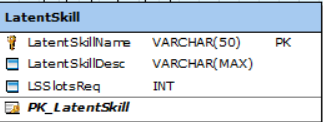 LatentSkill
LatentSkillName VARCHAR(50) PK
LatentSkillDesc VARCHAR(MAX)
LSSlotsReq INT
PK_LatentSkill